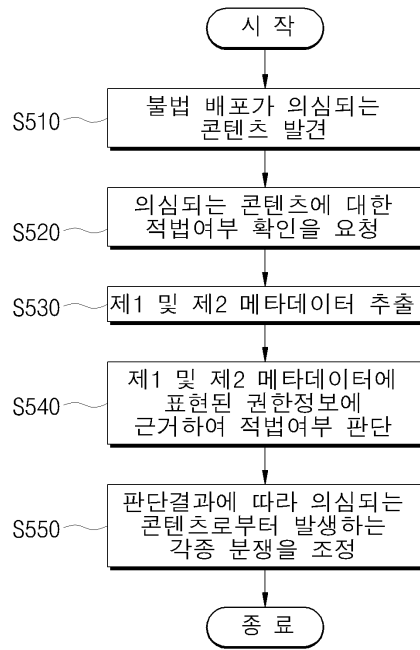 시 작
S510
불법 배포가 의심되는
콘텐츠 발견
S520
의심되는 콘텐츠에 대한
적법여부 확인을 요청
S530
제1 및 제2 메타데이터 추출
S540
제1 및 제2 메타데이터에
표현된 권한정보에
근거하여 적법여부 판단
S550
판단결과에 따라 의심되는
콘텐츠로부터 발생하는
각종 분쟁을 조정
종 료